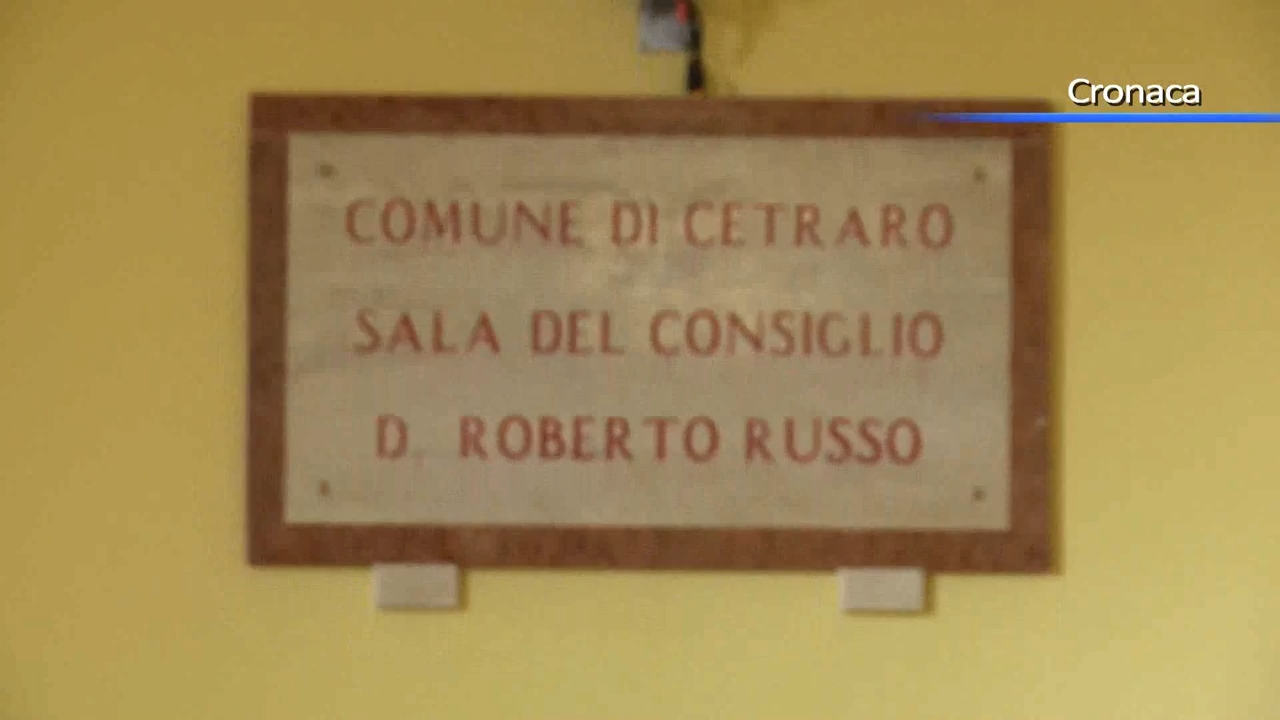 Cronaca
COMUNE DI CETRARO
SALA DEL CONSIGLIO
D. ROBERTO RUSSO